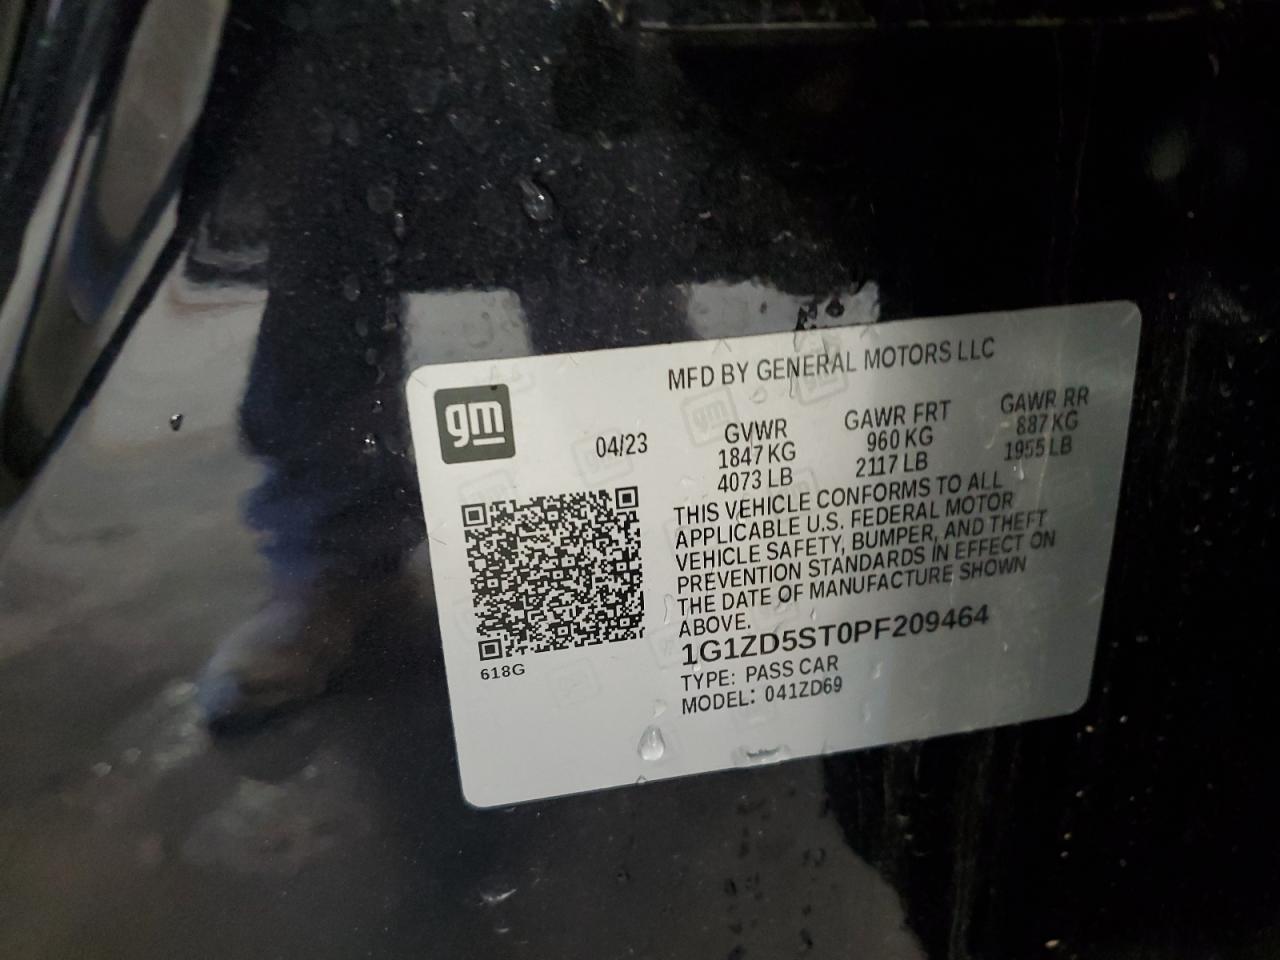 MFD BY GENERAL MOTORS LLC
gm
04/23
GVWR GAWR FRT GAWR RR
1847 KG 960 KG 887 KG
4073 LB 2117 LB 1955 LB
THIS VEHICLE CONFORMS TO ALL
APPLICABLE U.S. FEDERAL MOTOR
VEHICLE SAFETY, BUMPER, AND THEFT
PREVENTION STANDARDS IN EFFECT ON
THE DATE OF MANUFACTURE SHOWN
ABOVE.
1G1ZD5ST0PF209464
TYPE: PASS CAR
MODEL: 041ZD69
618G